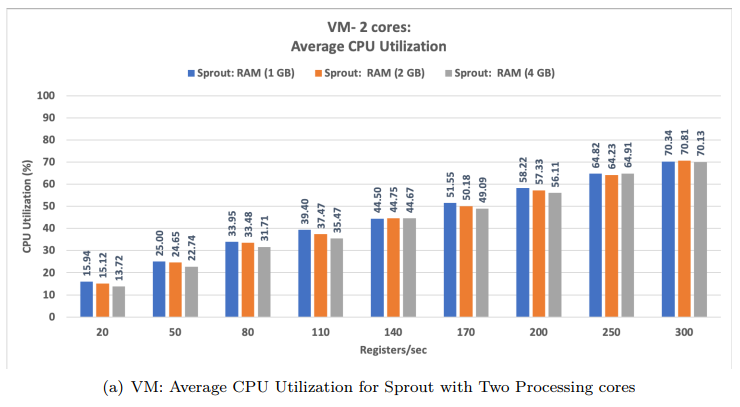 VM- 2 cores:
Average CPU Utilization
Sprout: RAM (1 GB) Sprout: RAM (2 GB) Sprout: RAM (4 GB)
CPU Utilization (%)
100
90
80
70
60
50
40
30
20
10
0
15.94 15.12 13.72
25.00 24.65 22.74
33.95 33.48 31.71
39.40 37.47 35.47
44.50 44.75 44.67
51.55 50.18 49.09
58.22 57.33 56.11
64.82 64.23 64.91
70.34 70.81 70.13
20 50 80 110 140 170 200 250 300
Registers/sec
(a) VM: Average CPU Utilization for Sprout with Two Processing cores